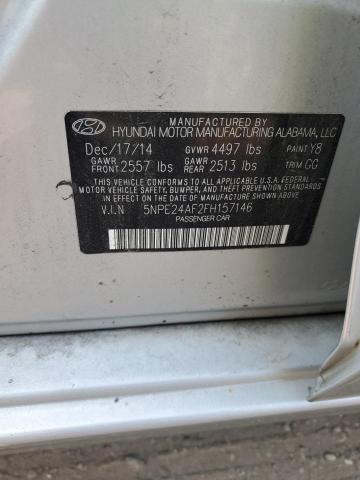 MANUFACTURED BY
HYUNDAI MOTOR MANUFACTURING ALABAMA, LLC
Dec/17/14 GVWR 4497 lbs PAINT Y8
GAWR FRONT 2557 lbs GAWR REAR 2513 lbs TRIM GG
THIS VEHICLE CONFORMS TO ALL APPLICABLE U.S.A. FEDERAL
MOTOR VEHICLE SAFETY, BUMPER, AND THEFT PREVENTION
STANDARDS IN EFFECT ON THE DATE OF MANUFACTURE SHOWN ABOVE.
V.I.N 5NPE24AF2FH157146
PASSENGER CAR